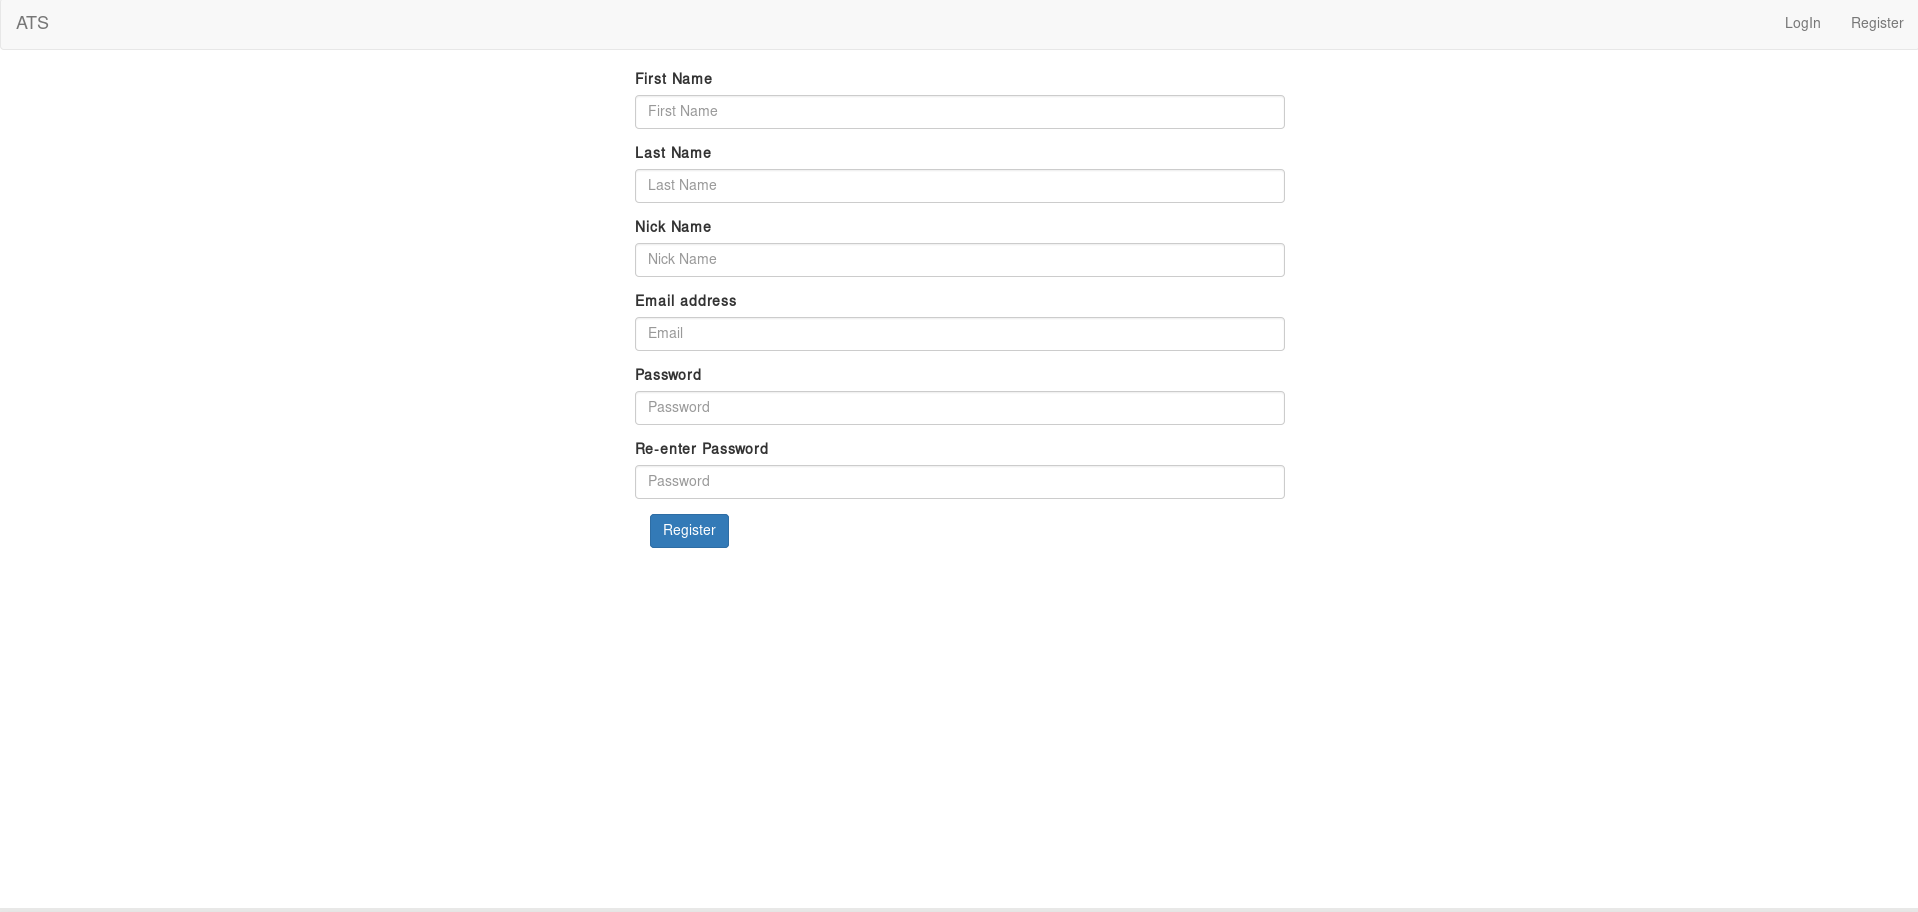 ATS
LogIn
Register
First Name
First Name
Last Name
Last Name
Nick Name
Nick Name
Email address
Email
Password
Password
Re-enter Password
Password
Register